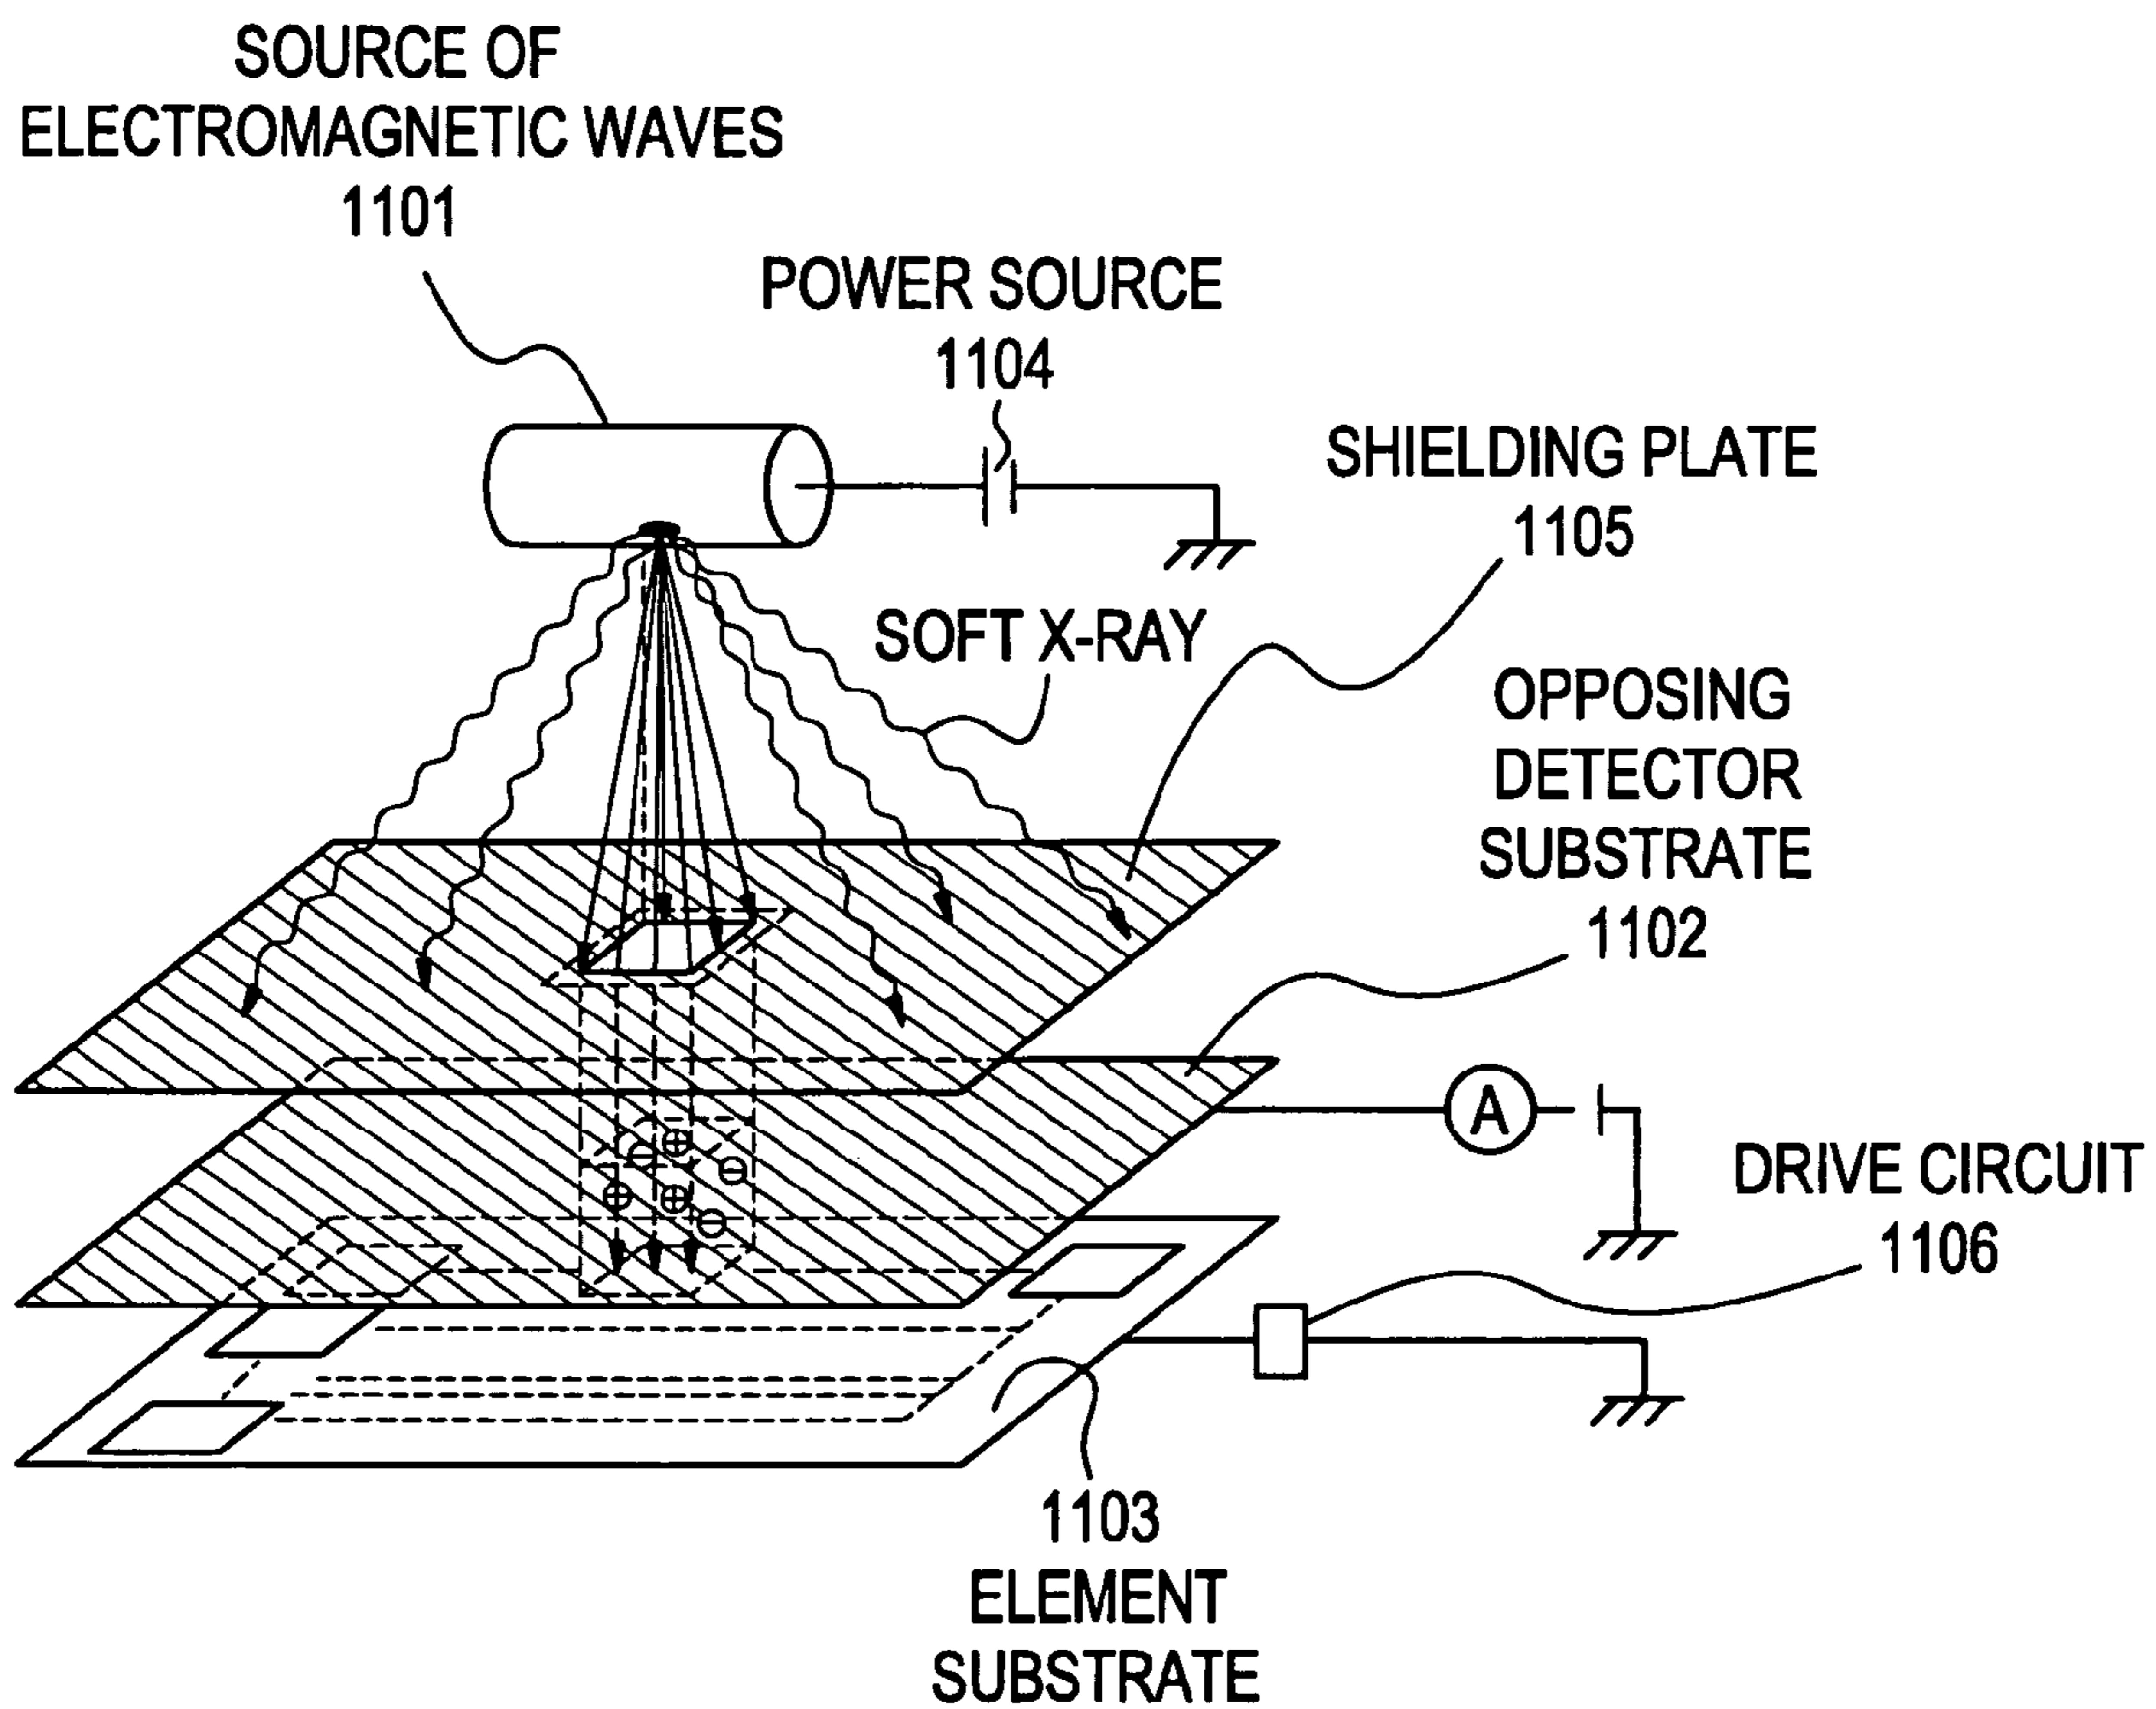 SOURCE OF
ELECTROMAGNETIC WAVES
1101
POWER SOURCE
1104
SHIELDING PLATE
1105
SOFT X-RAY
OPPOSING
DETECTOR
SUBSTRATE
1102
A
DRIVE CIRCUIT
1106
1103
ELEMENT
SUBSTRATE